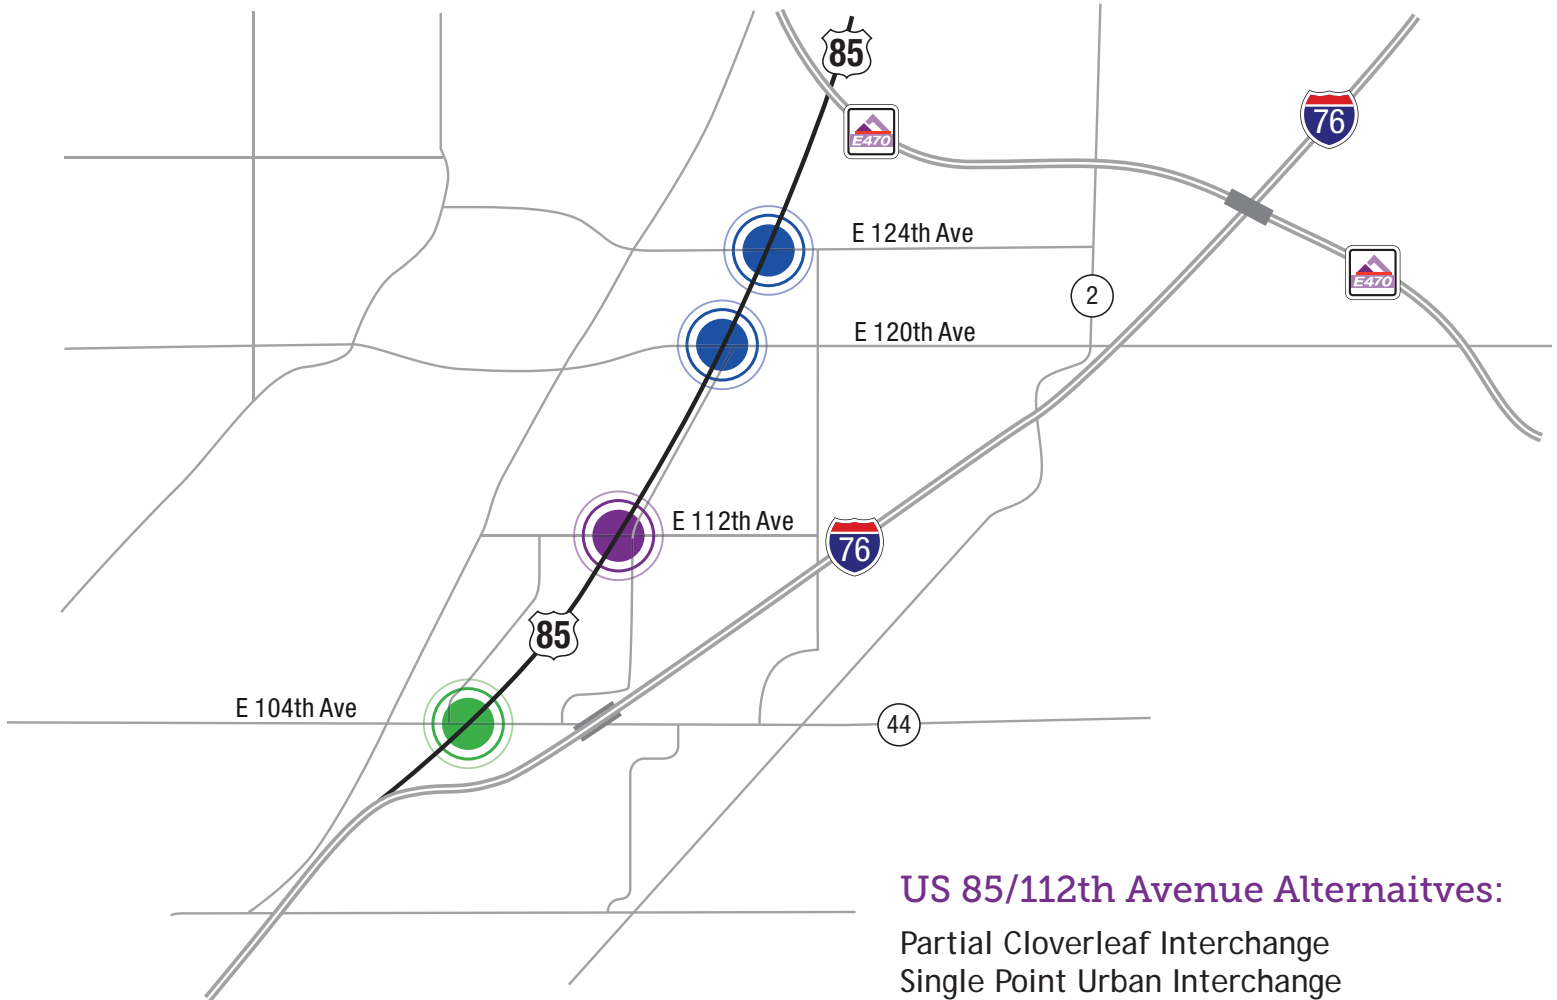 85
E470
76
E 124th Ave
E470
2
E 120th Ave
E 112th Ave
76
85
E 104th Ave
44
US 85/112th Avenue Alternaitves:
Partial Cloverleaf Interchange
Single Point Urban Interchange